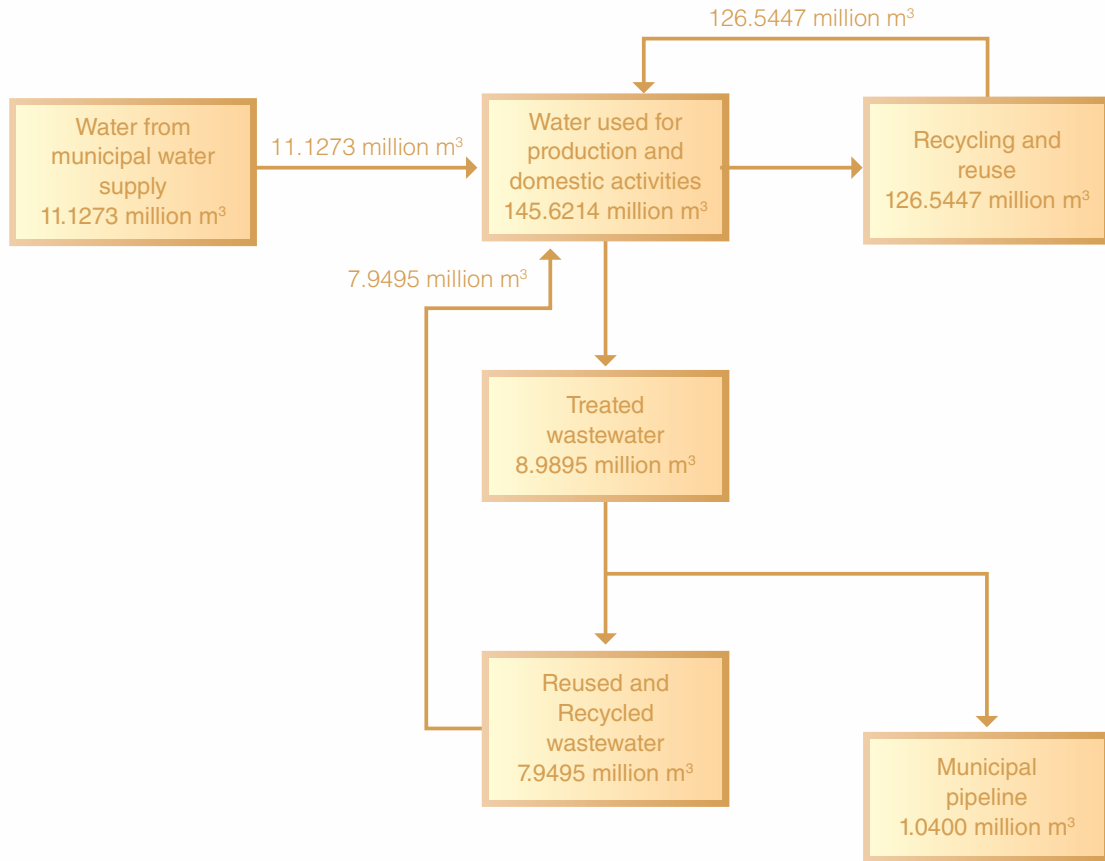 126.5447 million m³
Water from
municipal water
supply
11.1273 million m³
11.1273 million m³
Water used for
production and
domestic activities
145.6214 million m³
Recycling and
reuse
126.5447 million m³
7.9495 million m³
Treated
wastewater
8.9895 million m³
Reused and
Recycled
wastewater
7.9495 million m³
Municipal
pipeline
1.0400 million m³